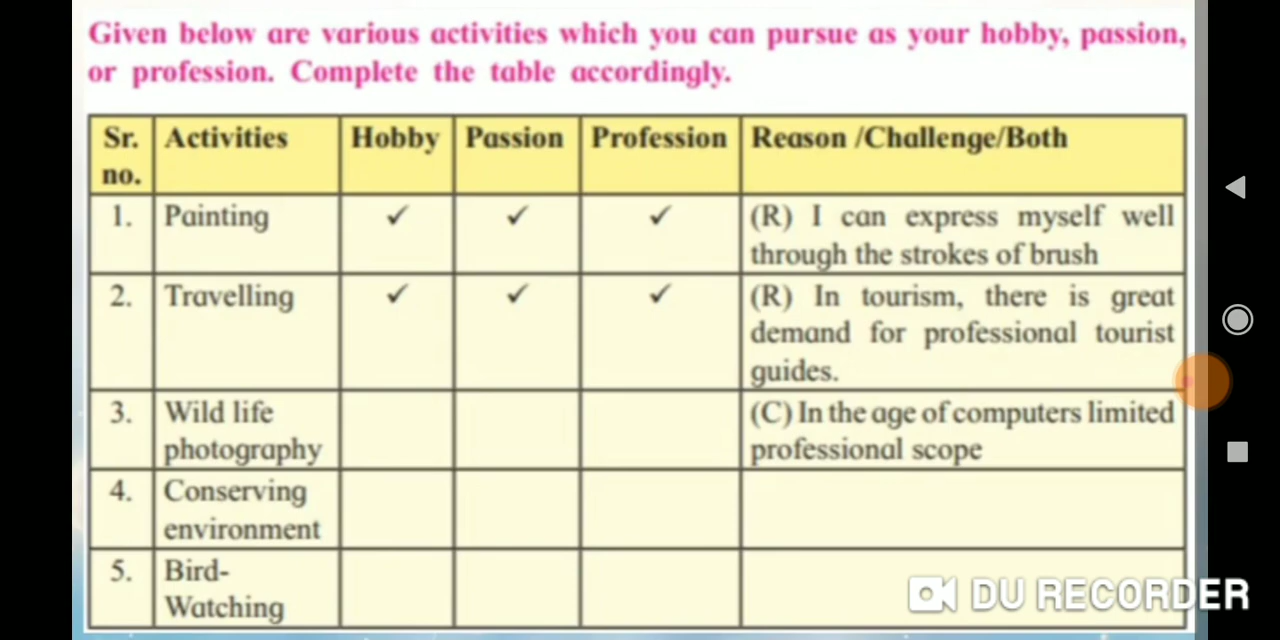 Given below are various activities which you can pursue as your hobby, passion,
or profession. Complete the table accordingly.
Sr. no. Activities Hobby Passion Profession Reason /Challenge/Both
1. Painting ✓ ✓ ✓ (R) I can express myself well
through the strokes of brush
2. Travelling ✓ ✓ ✓ (R) In tourism, there is great
demand for professional tourist
guides.
3. Wild life
photography
(C) In the age of computers limited
professional scope
4. Conserving
environment
5. Bird-
Watching
DU RECORDER